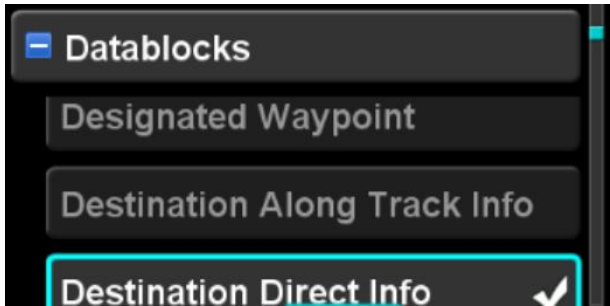 Datablocks
Designated Waypoint
Destination Along Track Info
Destination Direct Info